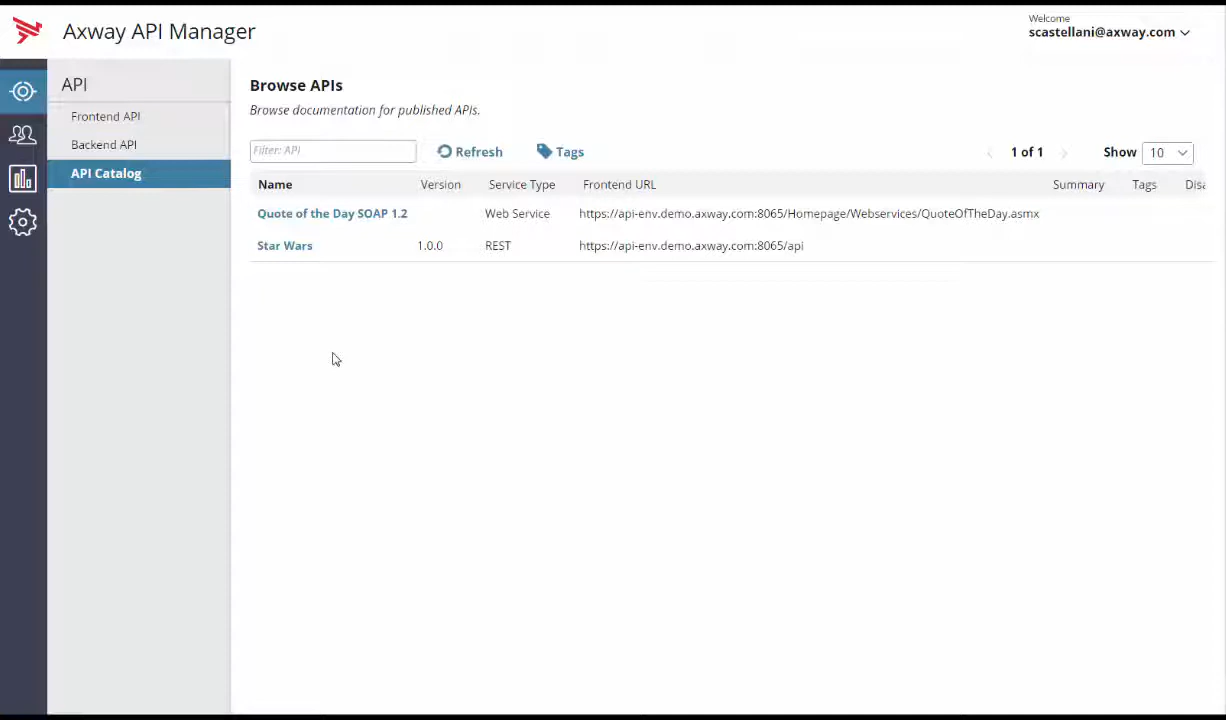 Axway API Manager
Welcome
scastellani@axway.com
API
Frontend API
Backend API
API Catalog
Browse APIs
Browse documentation for published APIs.
Filter: API
Refresh
Tags
1 of 1
Show 10
Name Version Service Type Frontend URL Summary Tags Disa
Quote of the Day SOAP 1.2 Web Service https://api-env.demo.axway.com:8065/Homepage/Webservices/QuoteOfTheDay.asmx
Star Wars 1.0.0 REST https://api-env.demo.axway.com:8065/api